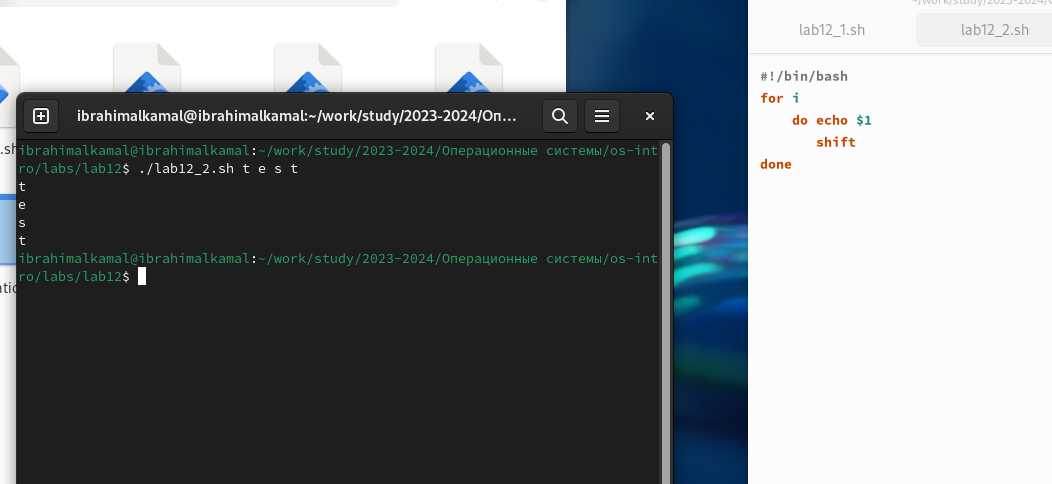 ibrahimalkamal@ibrahimalkamal:~/work/study/2023-2024/Оп...
ibrahimalkamal@ibrahimalkamal:~/work/study/2023-2024/Операционные системы/os-int
ro/labs/lab12$ ./lab12_2.sh t e s t
t
e
s
t
ibrahimalkamal@ibrahimalkamal:~/work/study/2023-2024/Операционные системы/os-int
ro/labs/lab12$
lab12_1.sh lab12_2.sh
#!/bin/bash
for i
do echo $1
shift
done